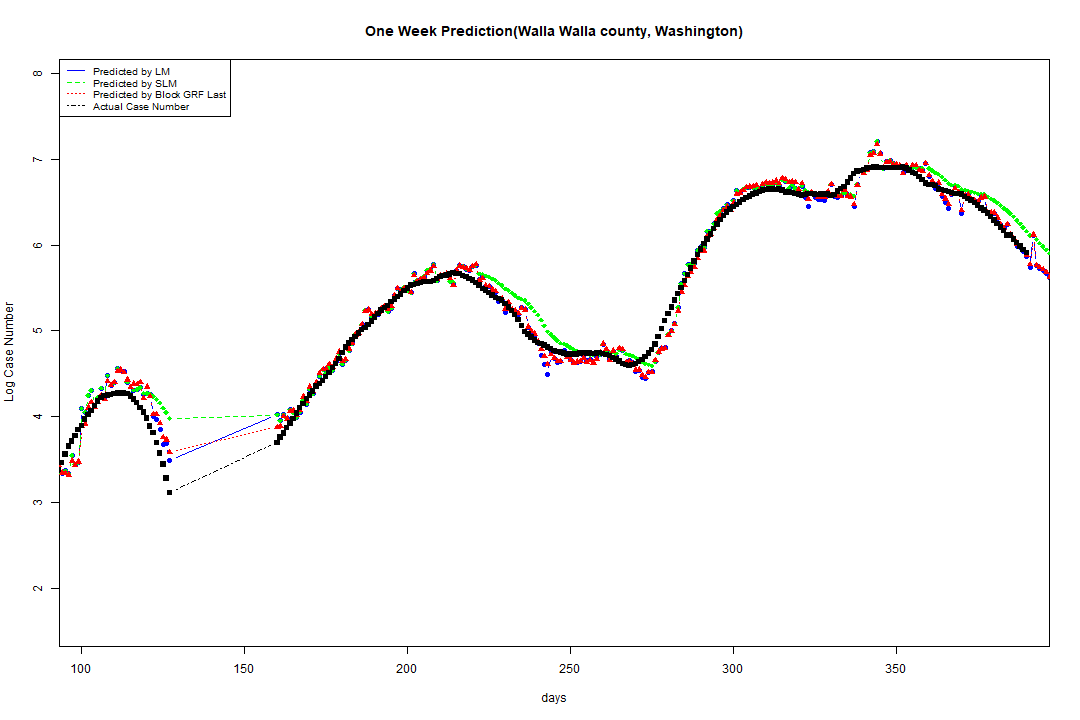 One Week Prediction(Walla Walla county, Washington)
Predicted by LM
Predicted by SLM
Predicted by Block GRF Last
Actual Case Number
8
7
6
5
4
3
2
Log Case Number
100
150
200
250
300
350
days